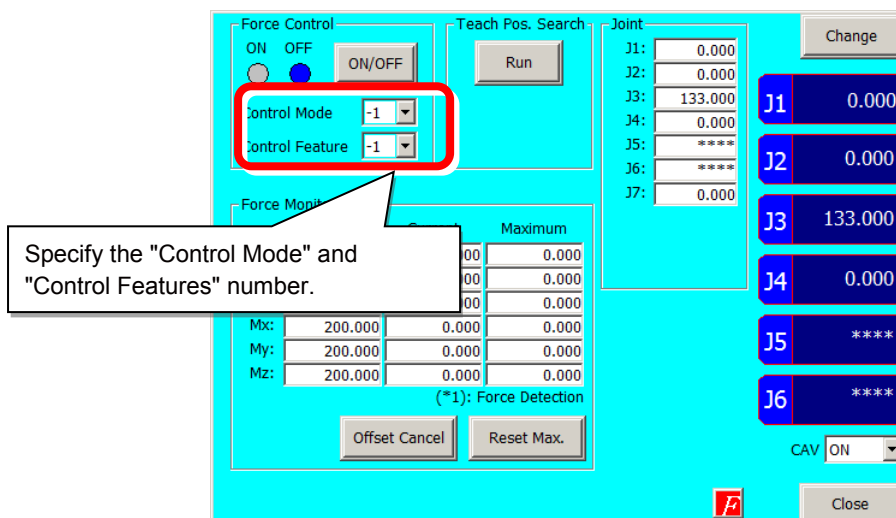 Force Control
ON OFF
ON/OFF
Control Mode -1
Control Feature -1
Teach Pos. Search
Run
Joint
J1: 0.000
J2: 0.000
J3: 133.000
J4: 0.000
J5: ****
J6: ****
J7: 0.000
Change
J1 0.000
J2 0.000
J3 133.000
J4 0.000
J5 ****
J6 ****
CAV ON
Close
Specify the "Control Mode" and
"Control Features" number.
Force
Maximum
00 0.000
00 0.000
00 0.000
Mx: 200.000 0.000 0.000
My: 200.000 0.000 0.000
Mz: 200.000 0.000 0.000
(*1): Force Detection
Offset Cancel
Reset Max.
F